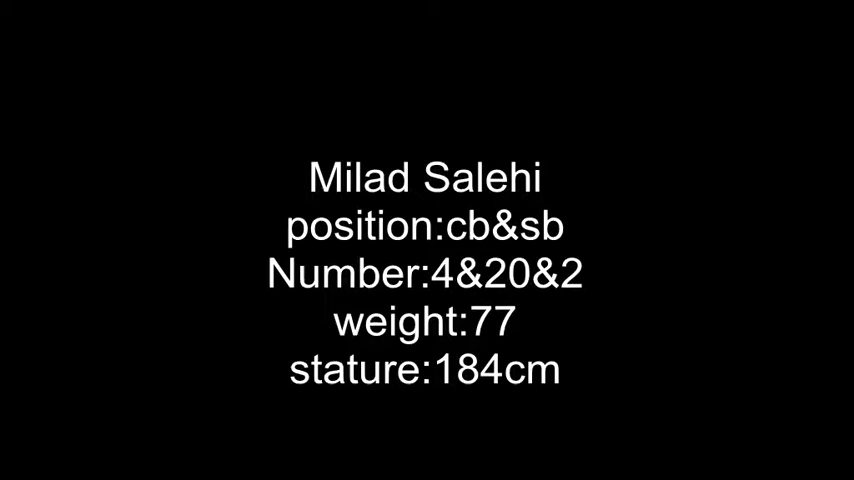 Milad Salehi
position:cb&sb
Number:4&20&2
weight:77
stature:184cm